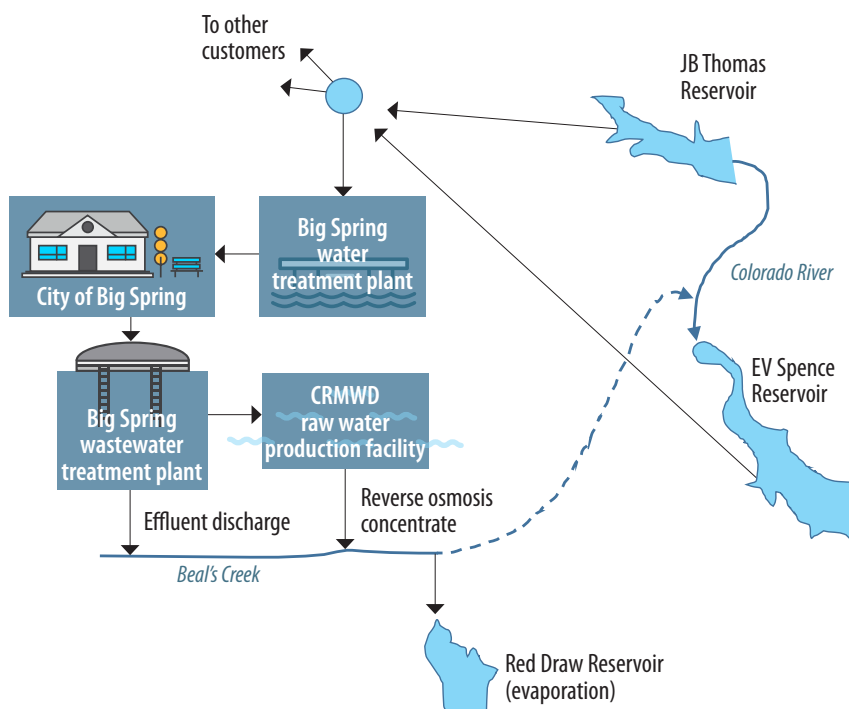 To other
customers
JB Thomas
Reservoir
Big Spring
water
treatment plant
City of Big Spring
Colorado River
EV Spence
Reservoir
CRMWD
raw water
production facility
Big Spring
wastewater
treatment plant
Effluent discharge
Reverse osmosis
concentrate
Beal's Creek
Red Draw Reservoir
(evaporation)